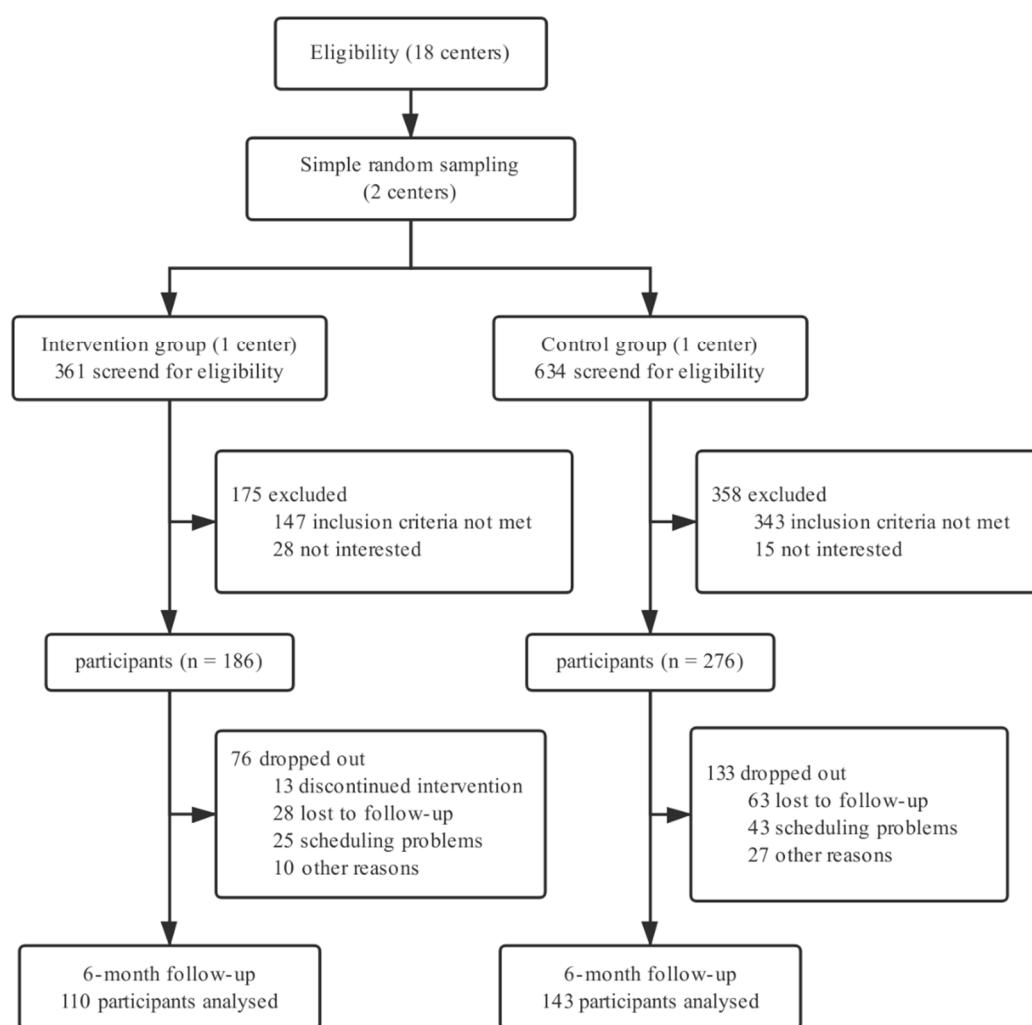 Eligibility (18 centers)
Simple random sampling
(2 centers)
Intervention group (1 center)
361 screend for eligibility
Control group (1 center)
634 screend for eligibility
175 excluded
147 inclusion criteria not met
28 not interested
358 excluded
343 inclusion criteria not met
15 not interested
participants (n = 186)
participants (n = 276)
76 dropped out
13 discontinued intervention
28 lost to follow-up
25 scheduling problems
10 other reasons
133 dropped out
63 lost to follow-up
43 scheduling problems
27 other reasons
6-month follow-up
110 participants analysed
6-month follow-up
143 participants analysed